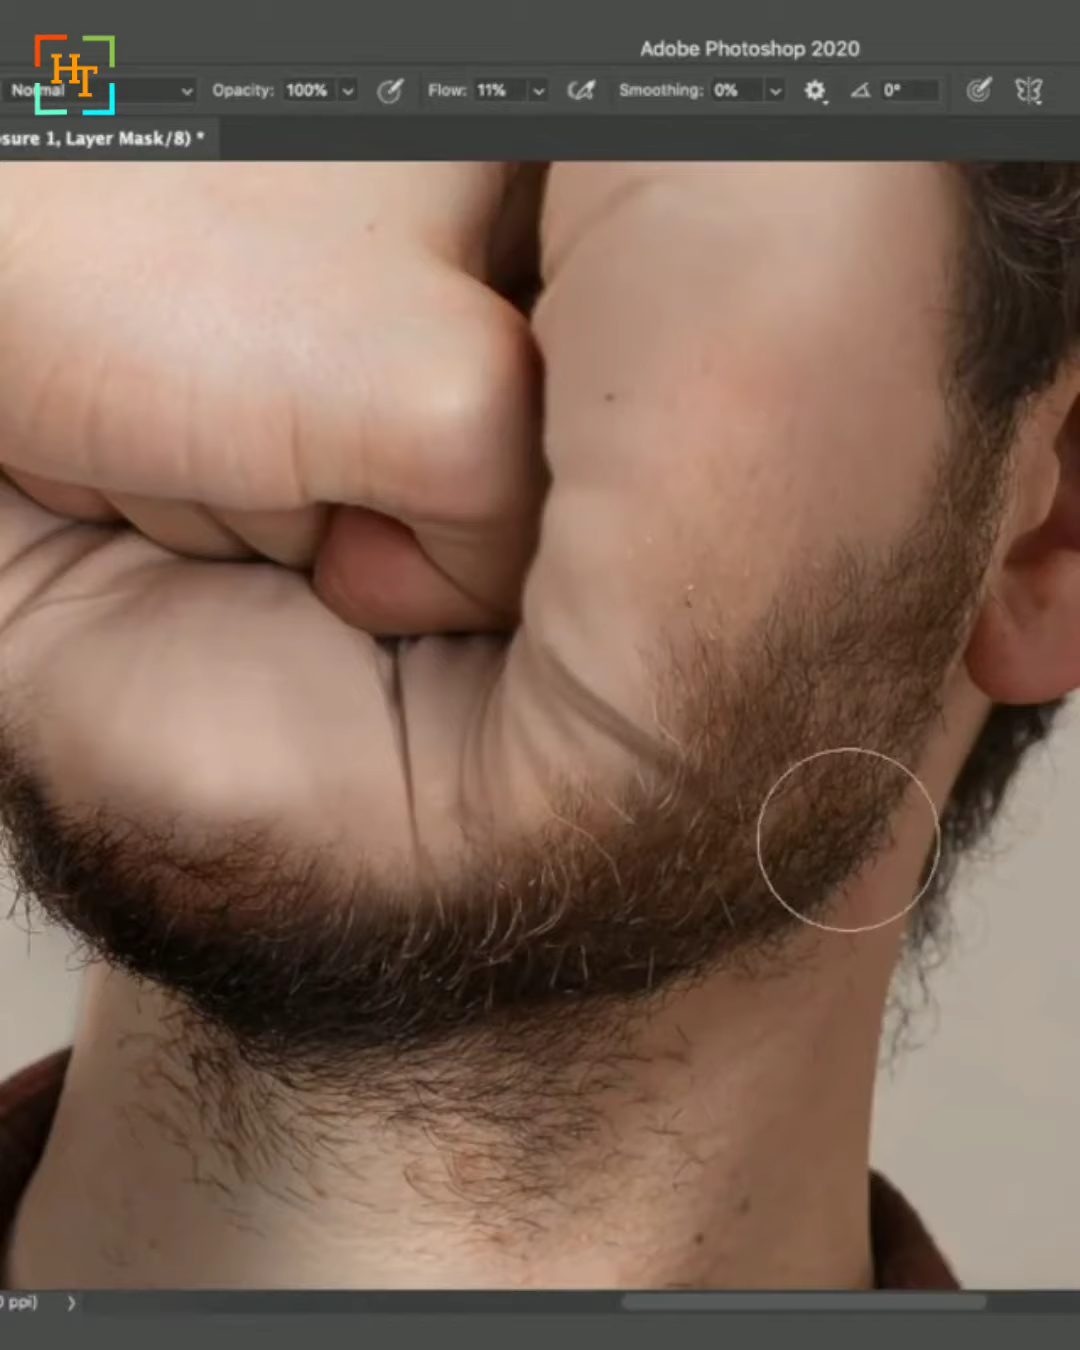 Adobe Photoshop 2020
HT
Normal Opacity: 100% Flow: 11% Smoothing: 0% 0°
sure 1, Layer Mask/8) *
ppi)